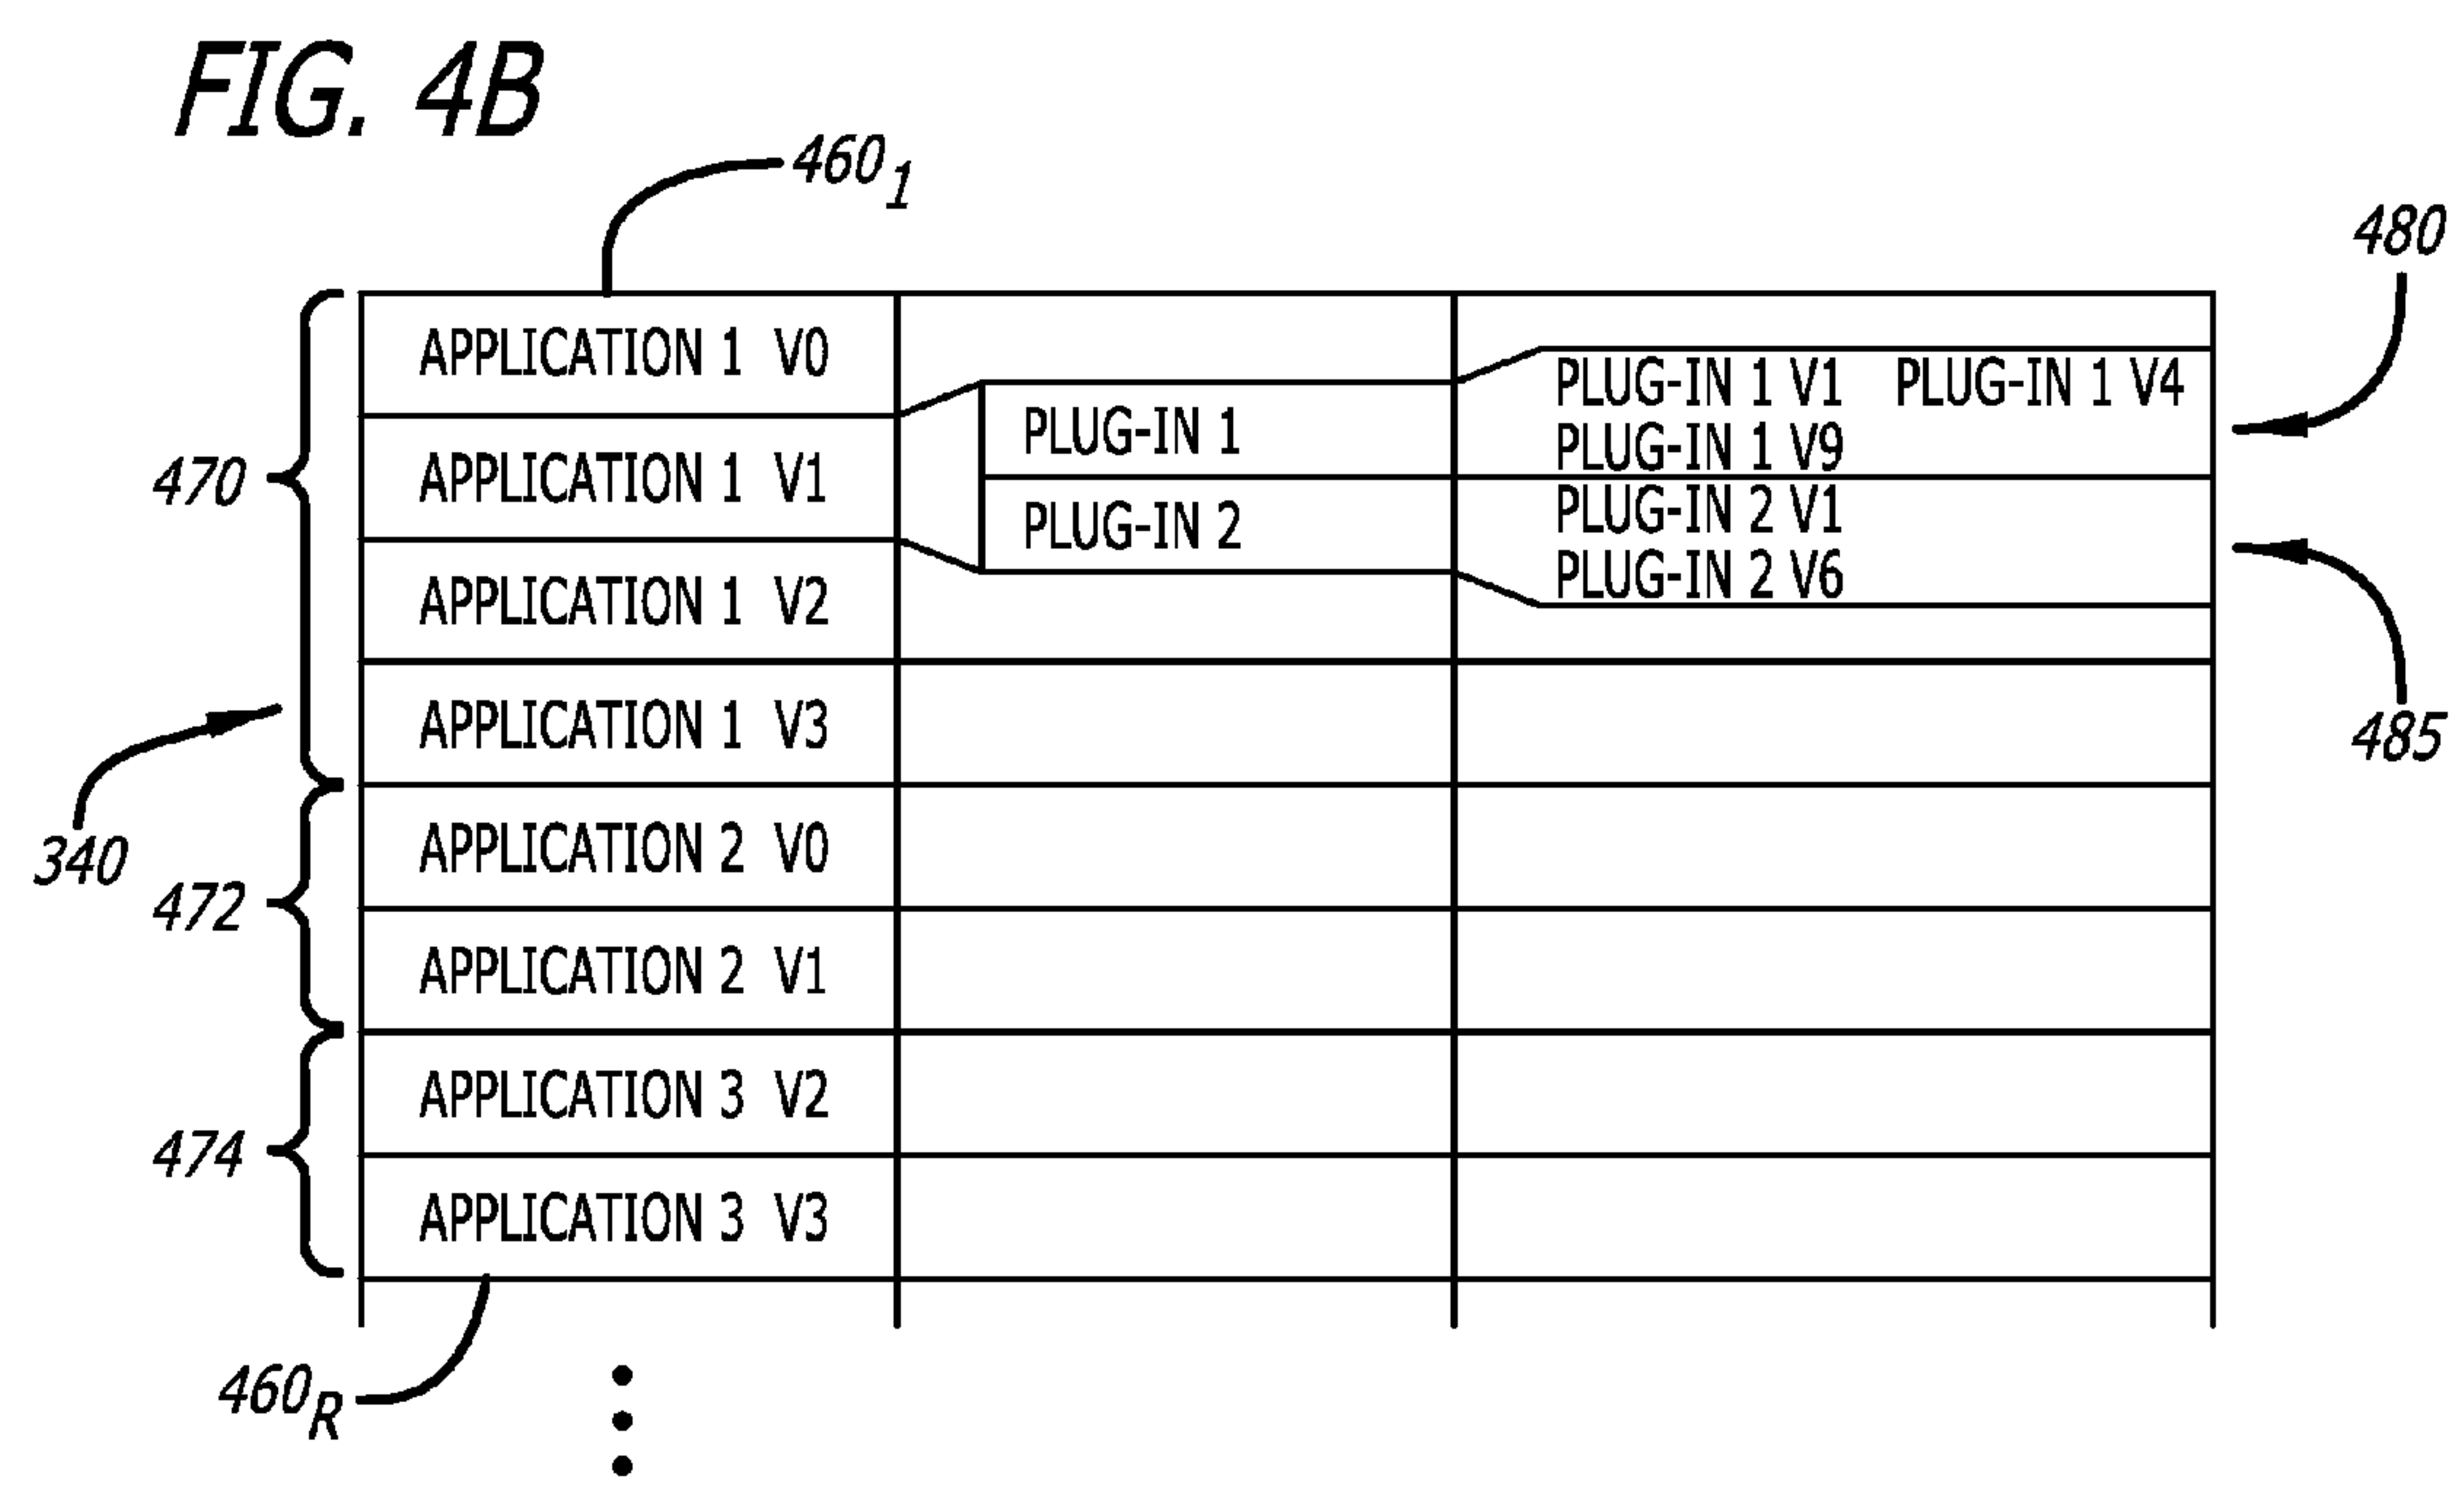 FIG. 4B
460₁
480
APPLICATION 1 V0
PLUG-IN 1 V1 PLUG-IN 1 V4
PLUG-IN 1
PLUG-IN 1 V9
470
APPLICATION 1 V1
PLUG-IN 2 V1
PLUG-IN 2
PLUG-IN 2 V6
APPLICATION 1 V2
APPLICATION 1 V3
485
340
APPLICATION 2 V0
472
APPLICATION 2 V1
APPLICATION 3 V2
474
APPLICATION 3 V3
460R